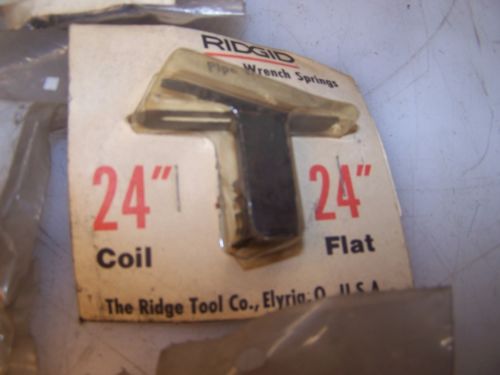 RIDGID
Pipe Wrench Springs
24" 24"
Coil Flat
The Ridge Tool Co., Elyria, O., U.S.A.